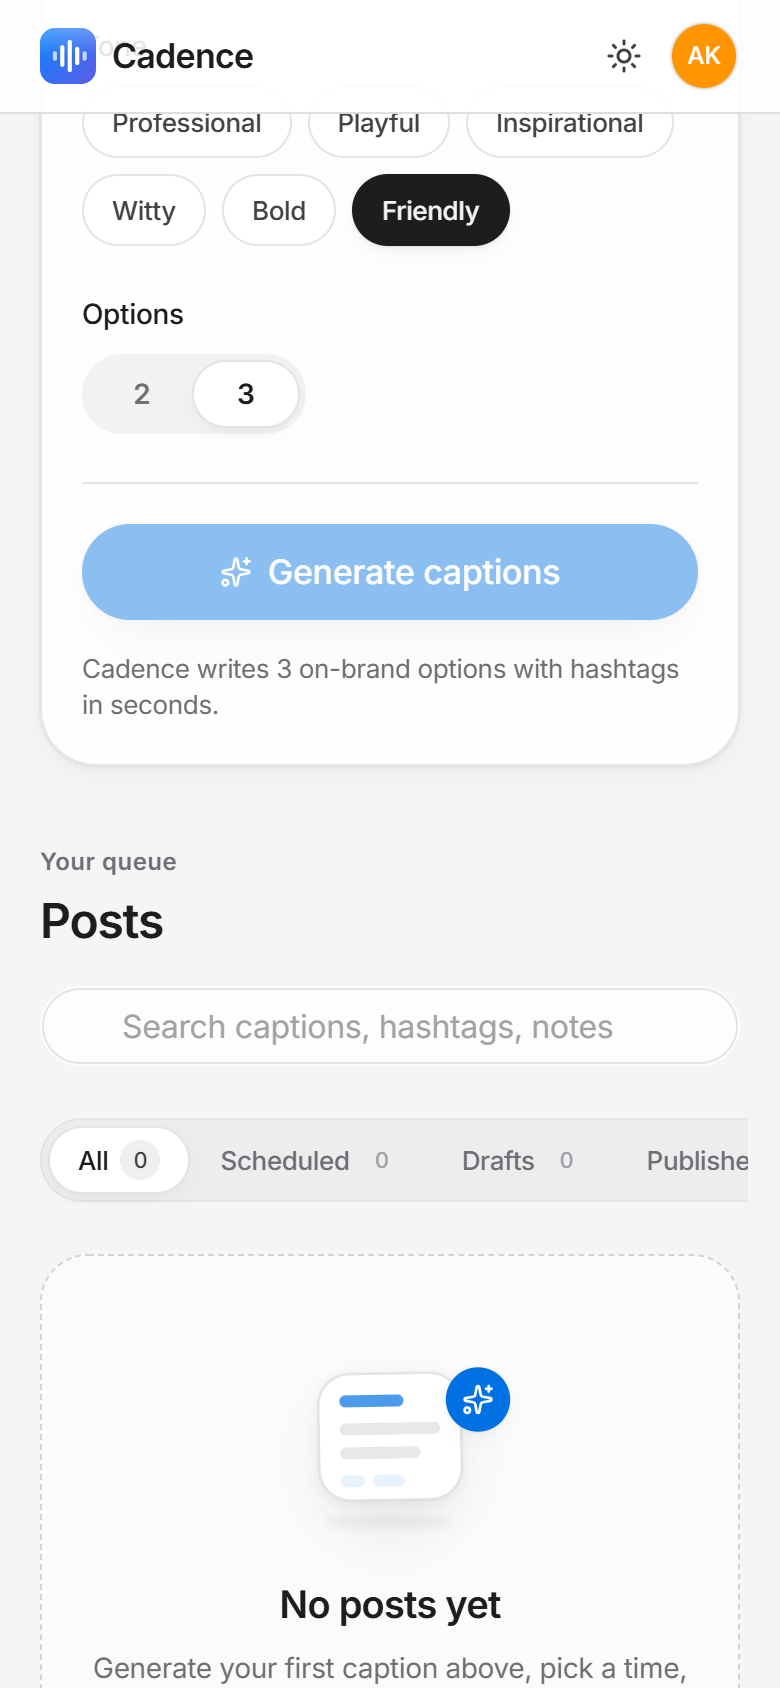 Tone
Cadence
AK
Professional Playful Inspirational
Witty Bold Friendly
Options
2 3
Generate captions
Cadence writes 3 on-brand options with hashtags
in seconds.
Your queue
Posts
Search captions, hashtags, notes
All 0 Scheduled 0 Drafts 0 Publishe
No posts yet
Generate your first caption above, pick a time,